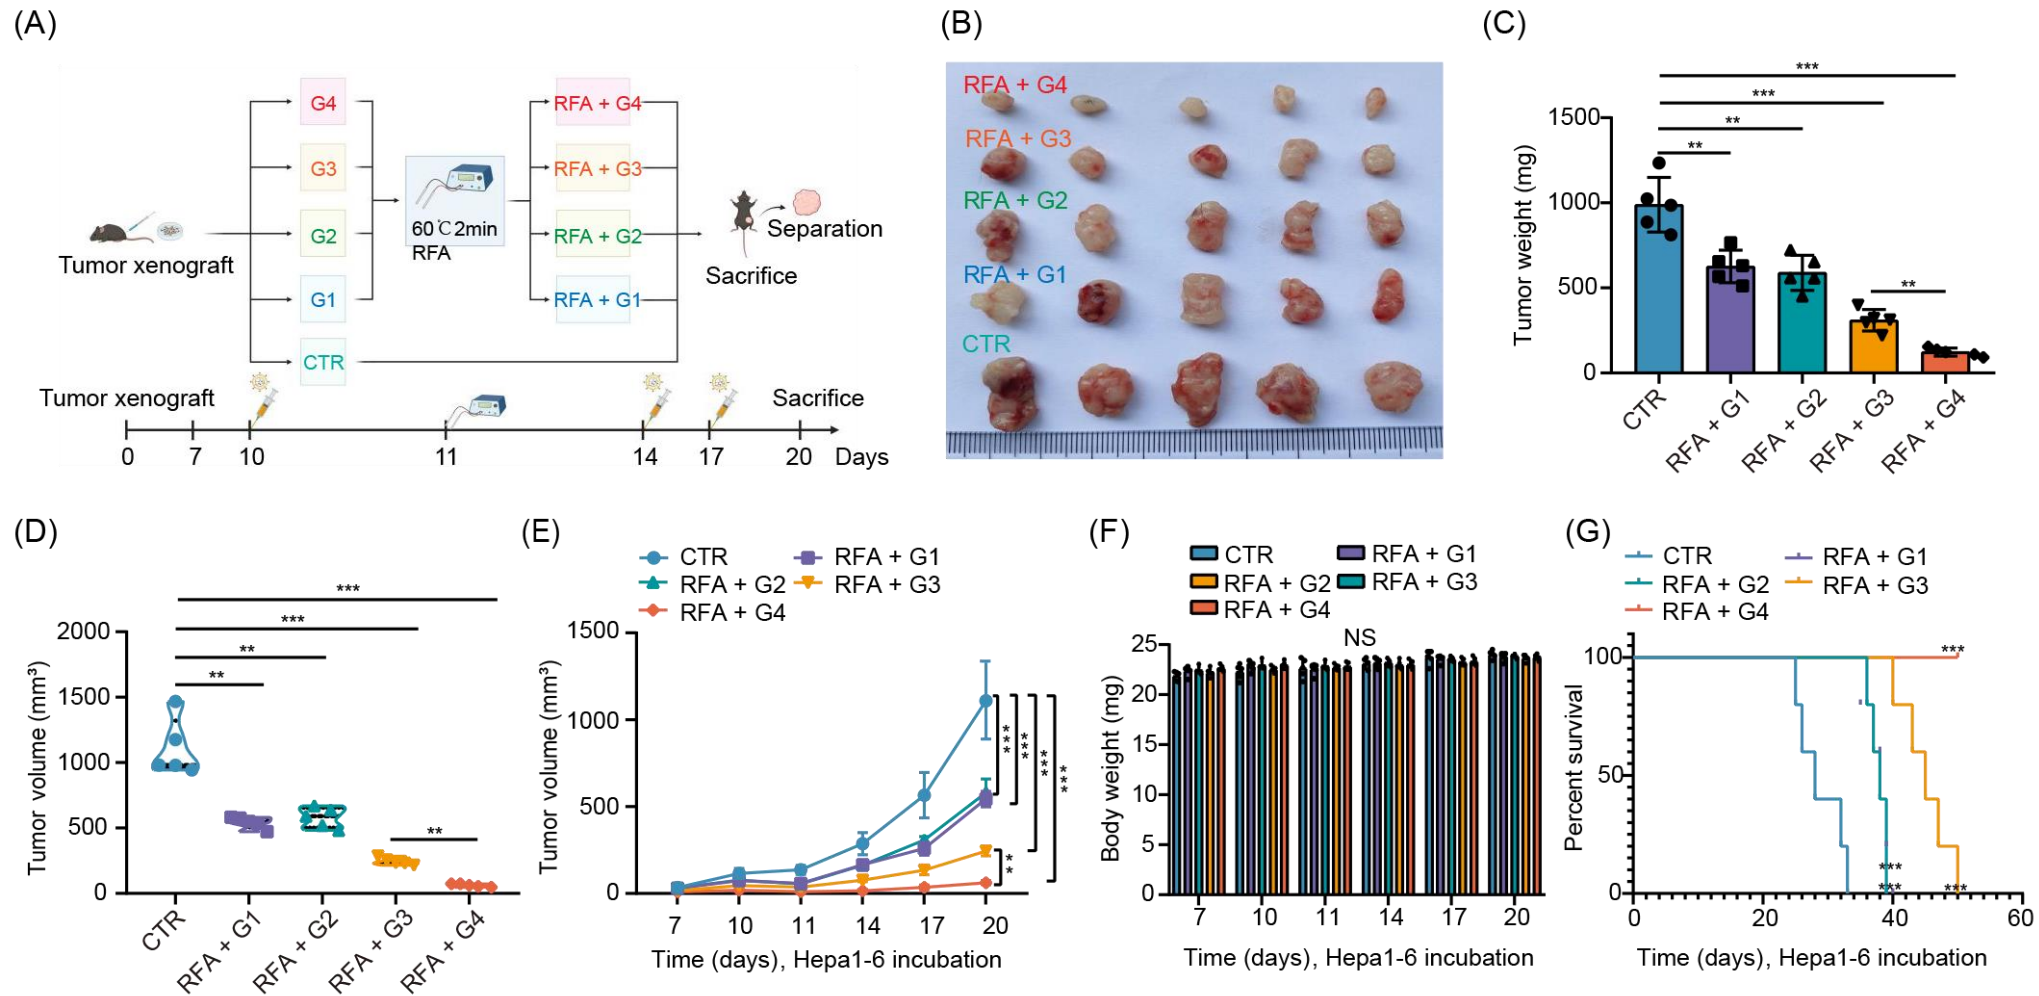 (A)
G4
G3
G2
G1
CTR
60℃2min
RFA
RFA + G4
RFA + G3
RFA + G2
RFA + G1
Tumor xenograft
Separation
Sacrifice
Tumor xenograft
Sacrifice
0 7 10 11 14 17 20 Days
(B)
RFA + G4
RFA + G3
RFA + G2
RFA + G1
CTR
(C)
***
***
**
**
**
Tumor weight (mg)
1500
1000
500
0
CTR
RFA + G1
RFA + G2
RFA + G3
RFA + G4
(D)
***
***
**
**
**
Tumor volume (mm³)
2000
1500
1000
500
0
CTR
RFA + G1
RFA + G2
RFA + G3
RFA + G4
(E)
CTR
RFA + G1
RFA + G2
RFA + G3
RFA + G4
Tumor volume (mm³)
1500
1000
500
0
***
***
***
***
**
7 10 11 14 17 20
Time (days), Hepa1-6 incubation
(F)
CTR
RFA + G1
RFA + G2
RFA + G3
RFA + G4
NS
Body weight (mg)
25
20
15
10
5
0
7 10 11 14 17 20
Time (days), Hepa1-6 incubation
(G)
CTR
RFA + G1
RFA + G2
RFA + G3
RFA + G4
Percent survival
100
50
0
***
***
***
***
0 20 40 60
Time (days), Hepa1-6 incubation